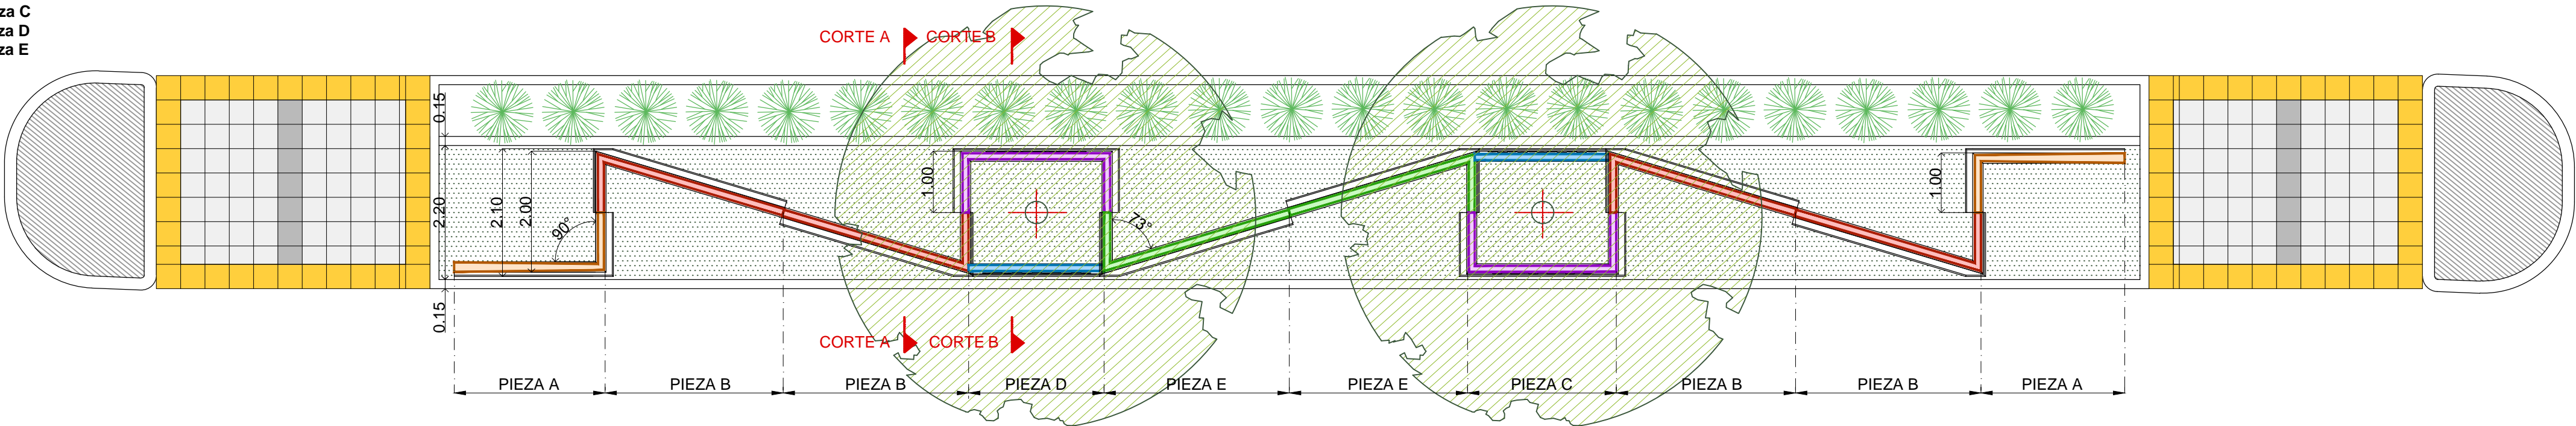 za C
za D
za E
CORTE A
CORTE B
0.15
2.20
2.10
2.00
90°
1.00
73°
1.00
0.15
CORTE A
CORTE B
PIEZA A
PIEZA B
PIEZA B
PIEZA D
PIEZA E
PIEZA E
PIEZA C
PIEZA B
PIEZA B
PIEZA A